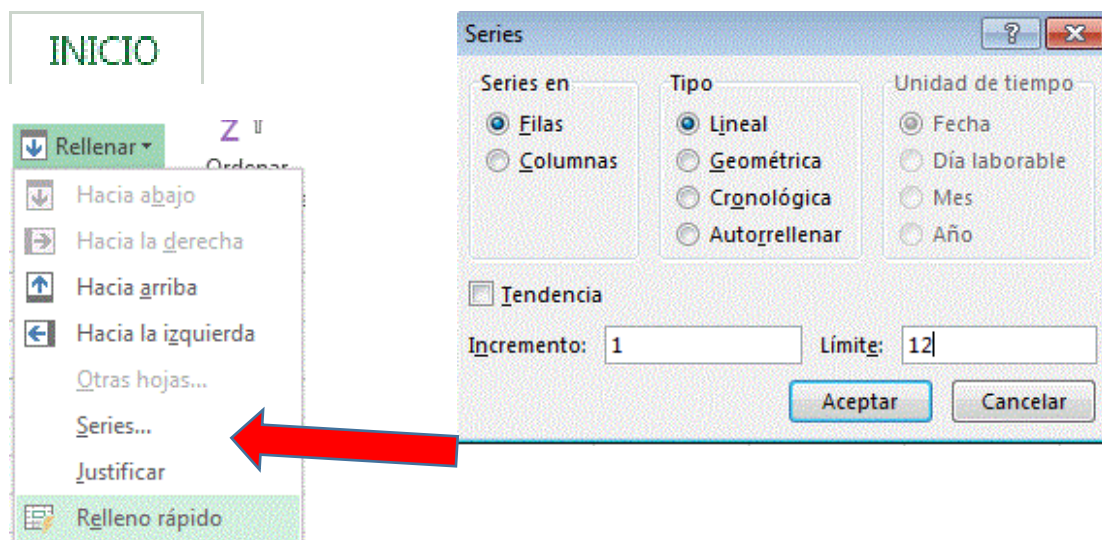 INICIO
Rellenar
Ordenar
Hacia abajo
Hacia la derecha
Hacia arriba
Hacia la izquierda
Otras hojas...
Series...
Justificar
Relleno rápido
Series
Series en
Filas
Columnas
Tipo
Lineal
Geométrica
Cronológica
Autorrellenar
Unidad de tiempo
Fecha
Día laborable
Mes
Año
Tendencia
Incremento: 1 Límite: 12
Aceptar Cancelar